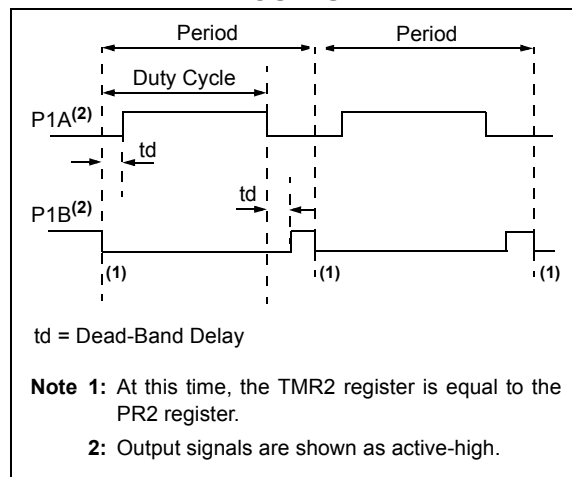 Period Period
Duty Cycle
P1A(2)
td
td
P1B(2)
(1) (1) (1)
td = Dead-Band Delay
Note 1: At this time, the TMR2 register is equal to the
PR2 register.
2: Output signals are shown as active-high.